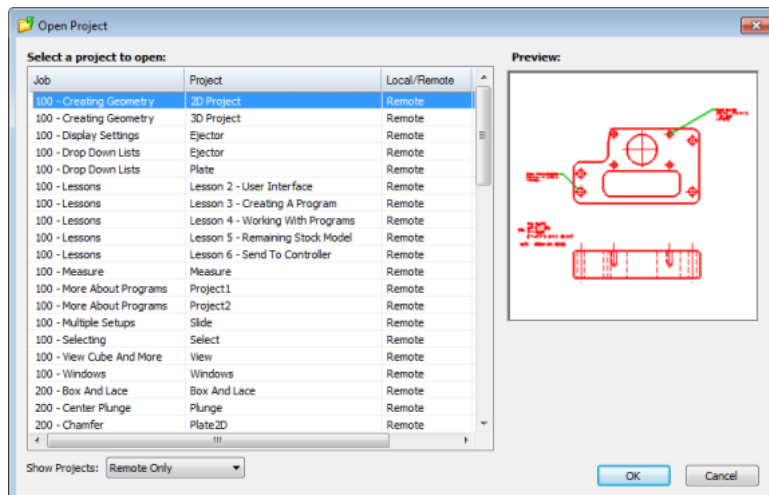 Open Project
Select a project to open:
Preview:
Job Project Local/Remote
100 - Creating Geometry 2D Project Remote
100 - Creating Geometry 3D Project Remote
100 - Display Settings Ejector Remote
100 - Drop Down Lists Ejector Remote
100 - Drop Down Lists Plate Remote
100 - Lessons Lesson 2 - User Interface Remote
100 - Lessons Lesson 3 - Creating A Program Remote
100 - Lessons Lesson 4 - Working With Programs Remote
100 - Lessons Lesson 5 - Remaining Stock Model Remote
100 - Lessons Lesson 6 - Send To Controller Remote
100 - Measure Measure Remote
100 - More About Programs Project1 Remote
100 - More About Programs Project2 Remote
100 - Multiple Setups Slide Remote
100 - Selecting Select Remote
100 - View Cube And More View Remote
100 - Windows Windows Remote
200 - Box And Lace Box And Lace Remote
200 - Center Plunge Plunge Remote
200 - Chamfer Plate2D Remote
Show Projects: Remote Only
OK Cancel